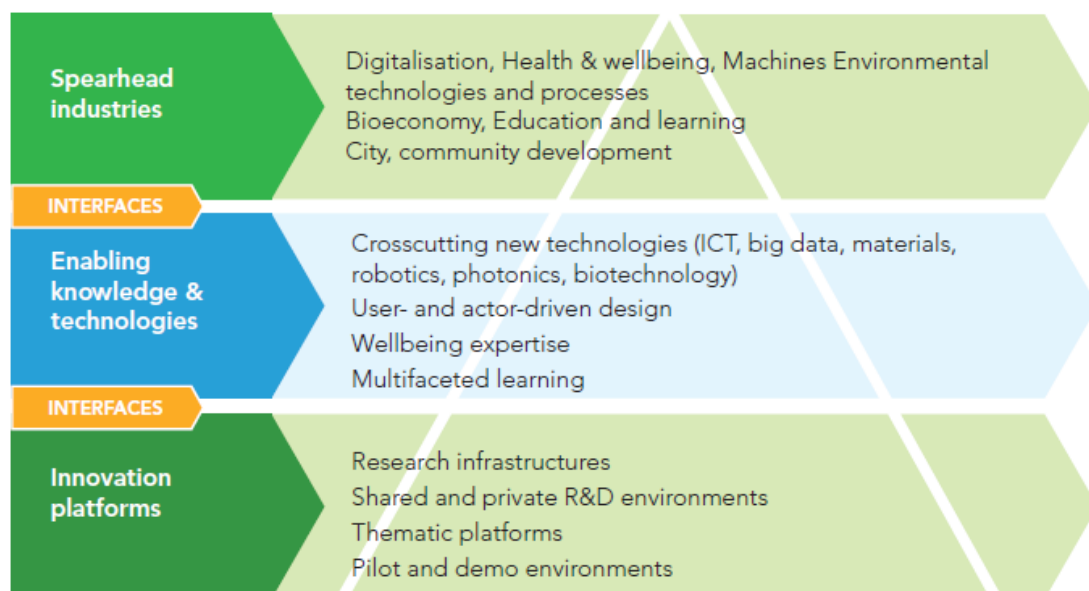 Spearhead
industries
Digitalisation, Health & wellbeing, Machines Environmental
technologies and processes
Bioeconomy, Education and learning
City, community development
INTERFACES
Enabling
knowledge &
technologies
Crosscutting new technologies (ICT, big data, materials,
robotics, photonics, biotechnology)
User- and actor-driven design
Wellbeing expertise
Multifaceted learning
INTERFACES
Innovation
platforms
Research infrastructures
Shared and private R&D environments
Thematic platforms
Pilot and demo environments